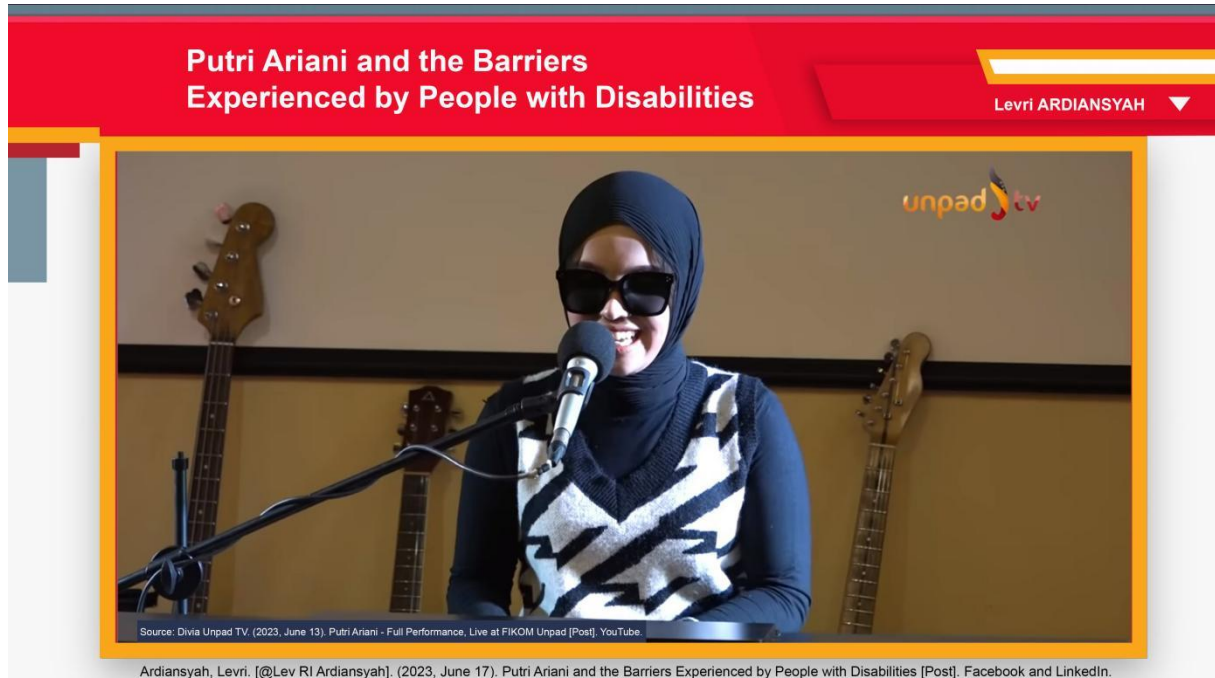 Putri Ariani and the Barriers
Experienced by People with Disabilities
Levri ARDIANSYAH
unpad tv
Source: Divia Unpad TV. (2023, June 13). Putri Ariani - Full Performance, Live at FIKOM Unpad [Post]. YouTube.
Ardiansyah, Levri. [@Lev RI Ardiansyah]. (2023, June 17). Putri Ariani and the Barriers Experienced by People with Disabilities [Post]. Facebook and LinkedIn.